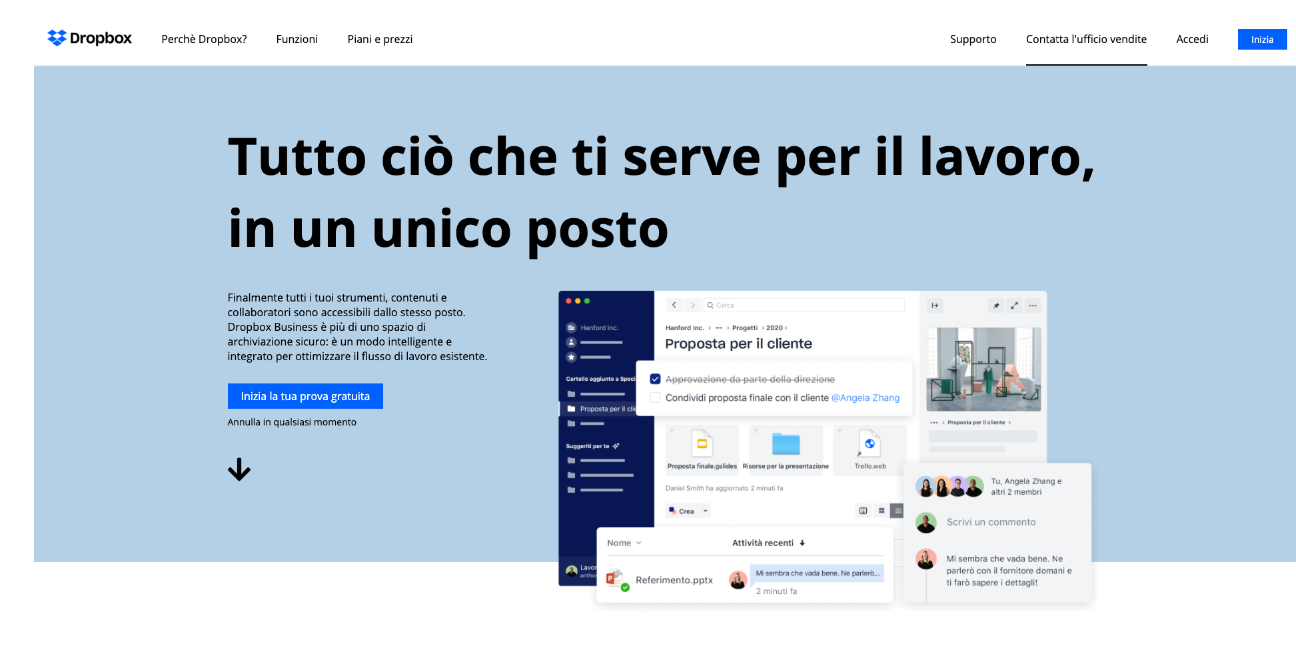 Dropbox
Perchè Dropbox?
Funzioni
Piani e prezzi
Supporto
Contatta l'ufficio vendite
Accedi
Inizia
Tutto ciò che ti serve per il lavoro,
in un unico posto
Finalmente tutti i tuoi strumenti, contenuti e
collaboratori sono accessibili dallo stesso posto.
Dropbox Business è più di uno spazio di
archiviazione sicuro: è un modo intelligente e
integrato per ottimizzare il flusso di lavoro esistente.
Inizia la tua prova gratuita
Annulla in qualsiasi momento
Hanford Inc.
Cartelle aggiunte a Speci
Proposta per il clie
Suggeriti per te
Lavor
Cerca
Hanford Inc. › ••• › Progetti › 2020 ›
Proposta per il cliente
Approvazione da parte della direzione
Condividi proposta finale con il cliente @Angela Zhang
Proposta finale.gslides
Risorse per la presentazione
Trello.web
Daniel Smith ha aggiornato 2 minuti fa
Crea
Nome
Attività recenti
Referimento.pptx
Mi sembra che vada bene. Ne parlerò...
2 minuti fa
••• › Proposta per il cliente ›
Tu, Angela Zhang e
altri 2 membri
Scrivi un commento
Mi sembra che vada bene. Ne
parlerò con il fornitore domani e
ti farò sapere i dettagli!